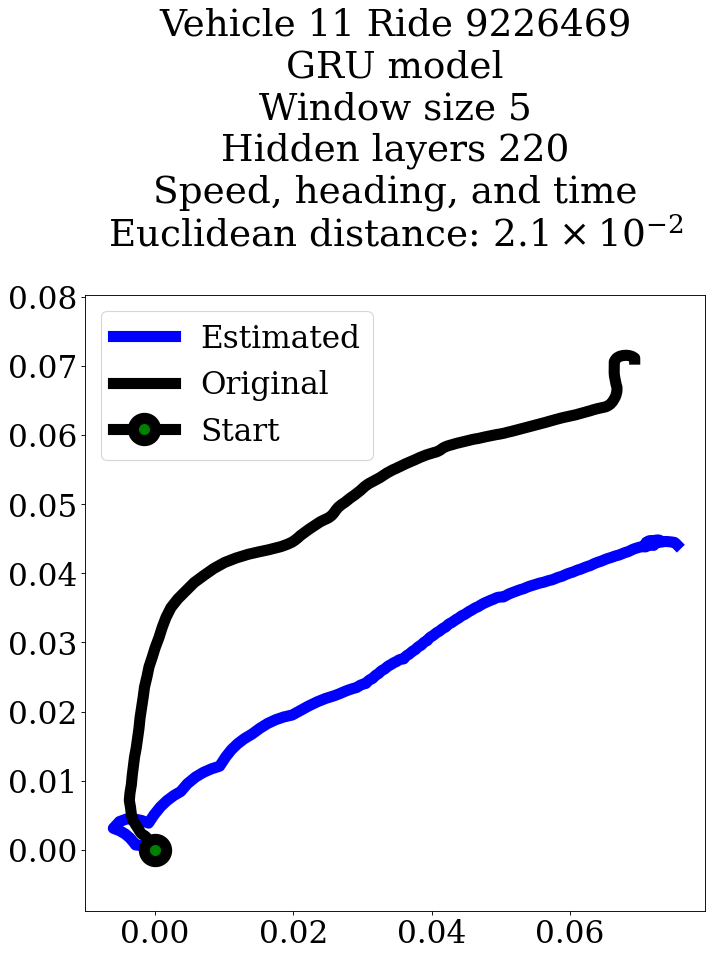 Vehicle 11 Ride 9226469
GRU model
Window size 5
Hidden layers 220
Speed, heading, and time
Euclidean distance: 2.1 × 10⁻²
0.08
0.07
0.06
0.05
0.04
0.03
0.02
0.01
0.00
Estimated
Original
Start
0.00 0.02 0.04 0.06